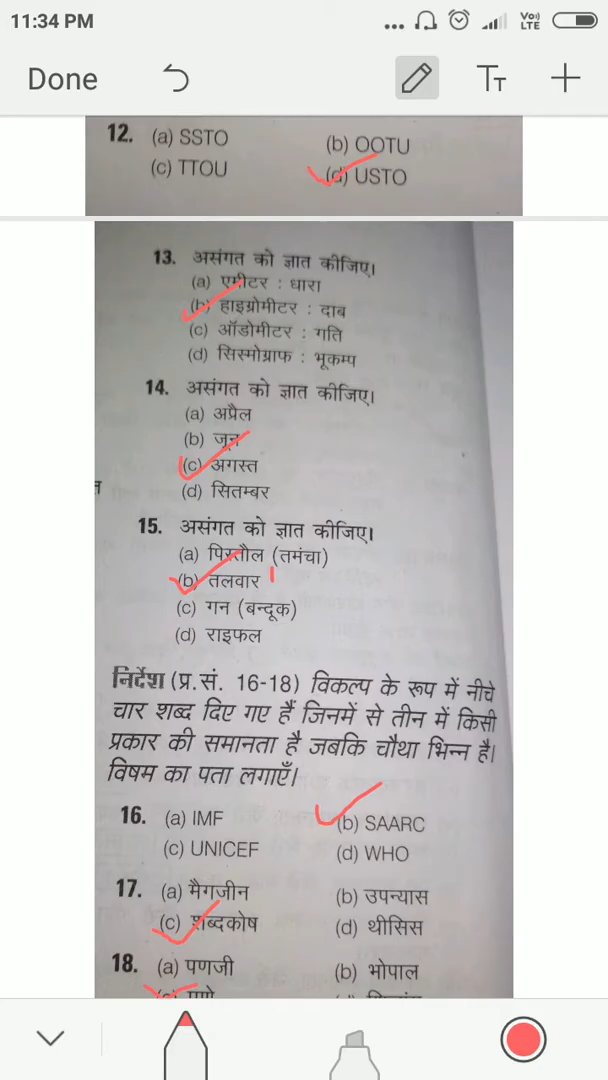 11:34 PM
Vo)) LTE
Done
TT
12. (a) SSTO (b) OOTU
(c) TTOU (d) USTO
13. असंगत को ज्ञात कीजिए।
(a) एमीटर : धारा
(b) हाइग्रोमीटर : दाब
(c) ऑडोमीटर : गति
(d) सिस्मोग्राफ : भूकम्प
14. असंगत को ज्ञात कीजिए।
(a) अप्रैल
(b) जून
(c) अगस्त
(d) सितम्बर
15. असंगत को ज्ञात कीजिए।
(a) पिस्तौल (तमंचा)
(b) तलवार
(c) गन (बन्दूक)
(d) राइफल
निर्देश (प्र.सं. 16-18) विकल्प के रूप में नीचे
चार शब्द दिए गए हैं जिनमें से तीन में किसी
प्रकार की समानता है जबकि चौथा भिन्न है।
विषम का पता लगाएँ।
16. (a) IMF (b) SAARC
(c) UNICEF (d) WHO
17. (a) मैगजीन (b) उपन्यास
(c) शब्दकोष (d) थीसिस
18. (a) पणजी (b) भोपाल